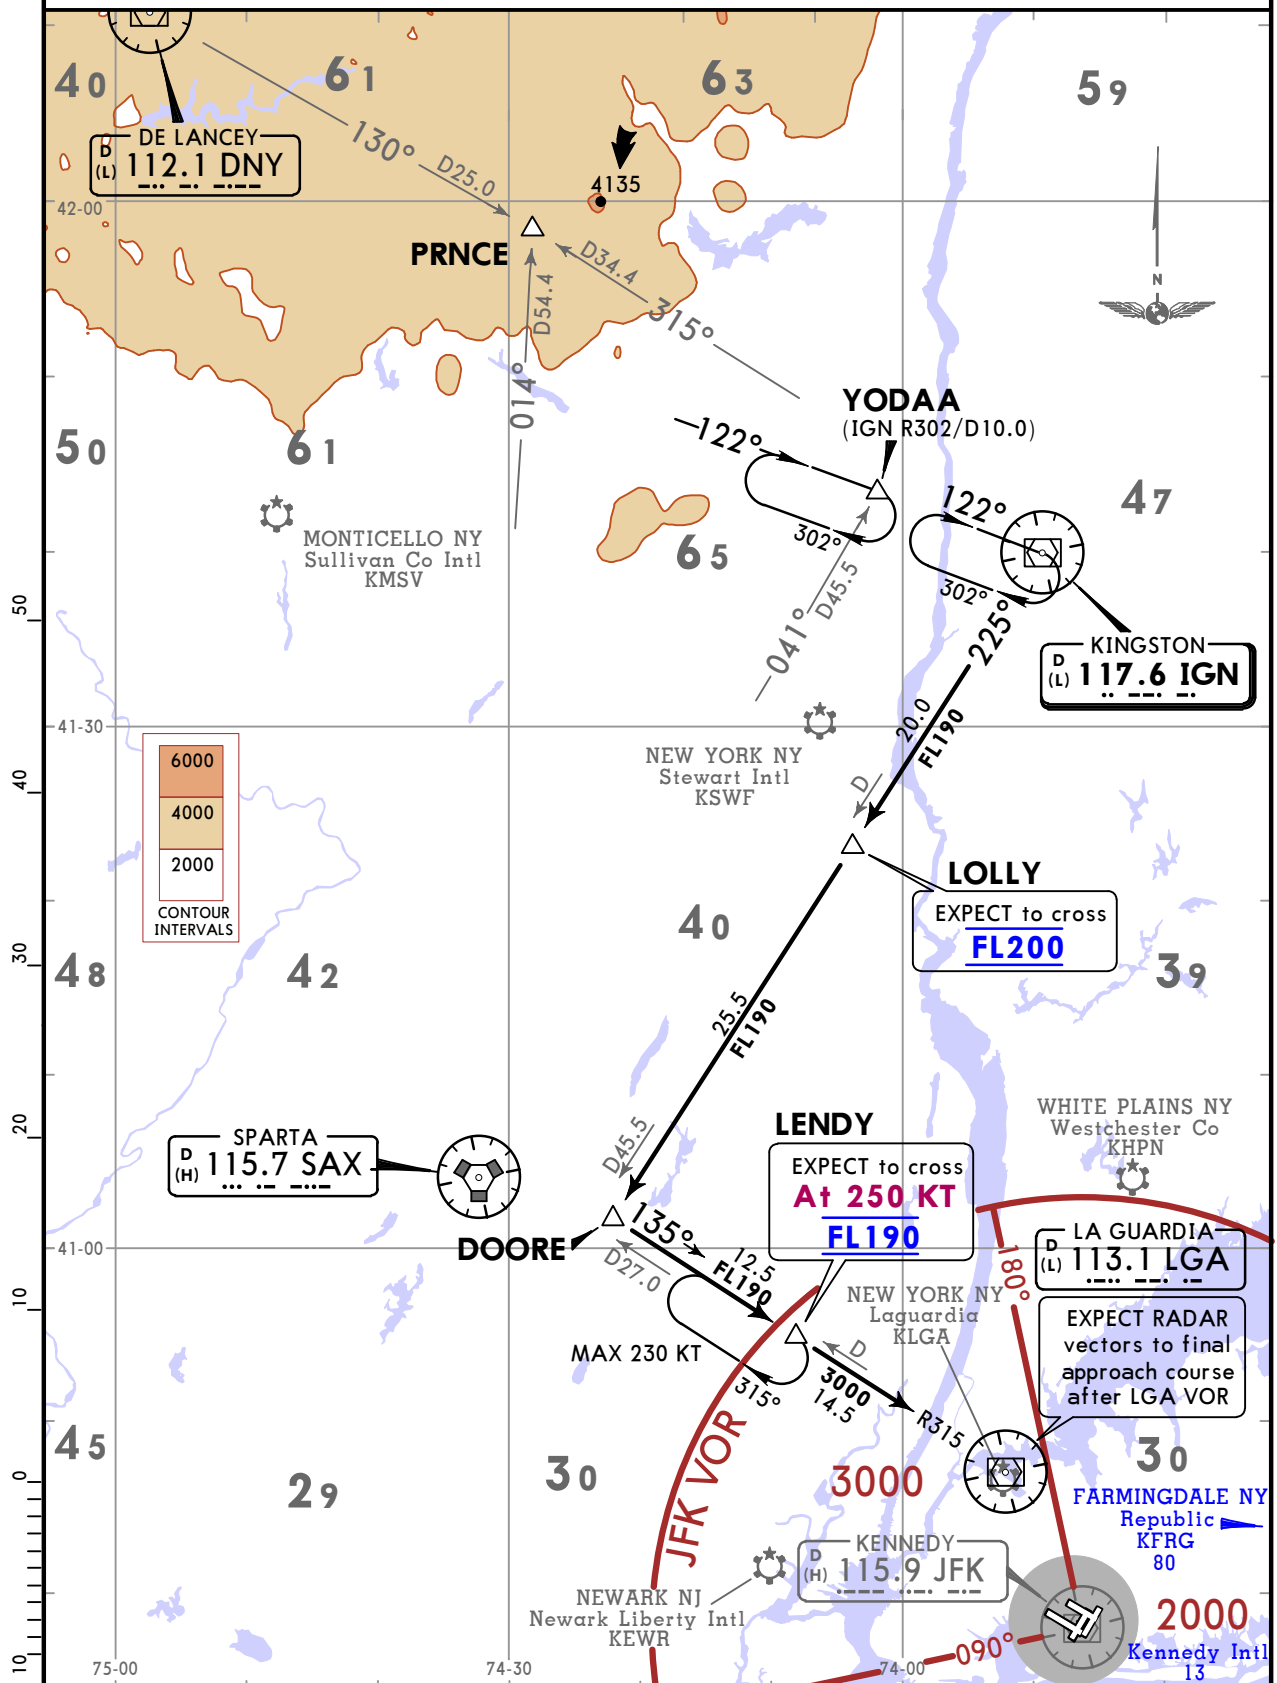 40
61
63
59
DE LANCEY
D
(L)
112.1 DNY
130°
D25.0
4135
42-00
PRNCE
D34.4
315°
D54.4
014°
N
YODAA
(IGN R302/D10.0)
122°
302°
50
61
65
47
MONTICELLO NY
Sullivan Co Intl
KMSV
122°
302°
D45.5
041°
225°
KINGSTON
D
(L)
117.6 IGN
50
41-30
20.0
FL190
D
NEW YORK NY
Stewart Intl
KSWF
6000
4000
2000
CONTOUR
INTERVALS
40
LOLLY
EXPECT to cross
FL200
40
48
42
39
30
25.5
FL190
20
D45.5
SPARTA
D
(H)
115.7 SAX
LENDY
EXPECT to cross
At 250 KT
FL190
WHITE PLAINS NY
Westchester Co
KHPN
DOORE
135°
12.5
FL190
D27.0
41-00
LA GUARDIA
D
(L)
113.1 LGA
180°
10
MAX 230 KT
315°
NEW YORK NY
Laguardia
KLGA
EXPECT RADAR
vectors to final
approach course
after LGA VOR
D
3000
14.5
R315
45
29
30
30
0
JFK VOR
3000
FARMINGDALE NY
Republic
KFRG
80
KENNEDY
D
(H)
115.9 JFK
NEWARK NJ
Newark Liberty Intl
KEWR
2000
090°
Kennedy Intl
13
10
75-00
74-30
74-00